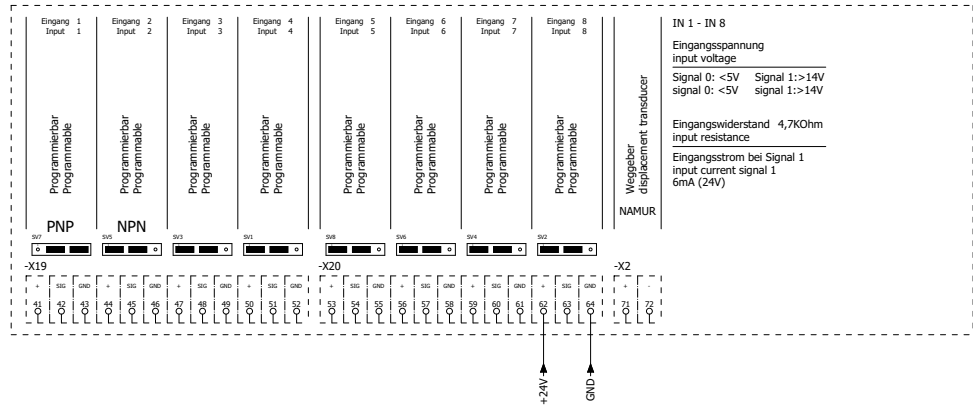 Eingang 1
Input 1
Eingang 2
Input 2
Eingang 3
Input 3
Eingang 4
Input 4
Eingang 5
Input 5
Eingang 6
Input 6
Eingang 7
Input 7
Eingang 8
Input 8
Programmierbar
Programmable
Programmierbar
Programmable
Programmierbar
Programmable
Programmierbar
Programmable
Programmierbar
Programmable
Programmierbar
Programmable
Programmierbar
Programmable
Programmierbar
Programmable
Weggeber
displacement transducer
NAMUR
IN 1 - IN 8
Eingangsspannung
input voltage
Signal 0: <5V Signal 1:>14V
signal 0: <5V signal 1:>14V
Eingangswiderstand 4,7KOhm
input resistance
Eingangsstrom bei Signal 1
input current signal 1
6mA (24V)
PNP NPN
SV7 SV5 SV3 SV1 SV8 SV6 SV4 SV2
-X19 -X20 -X2
+ SIG GND + SIG GND + SIG GND + SIG GND + SIG GND + SIG GND + SIG GND + SIG GND + -
41 42 43 44 45 46 47 48 49 50 51 52 53 54 55 56 57 58 59 60 61 62 63 64 71 72
+24V
GND